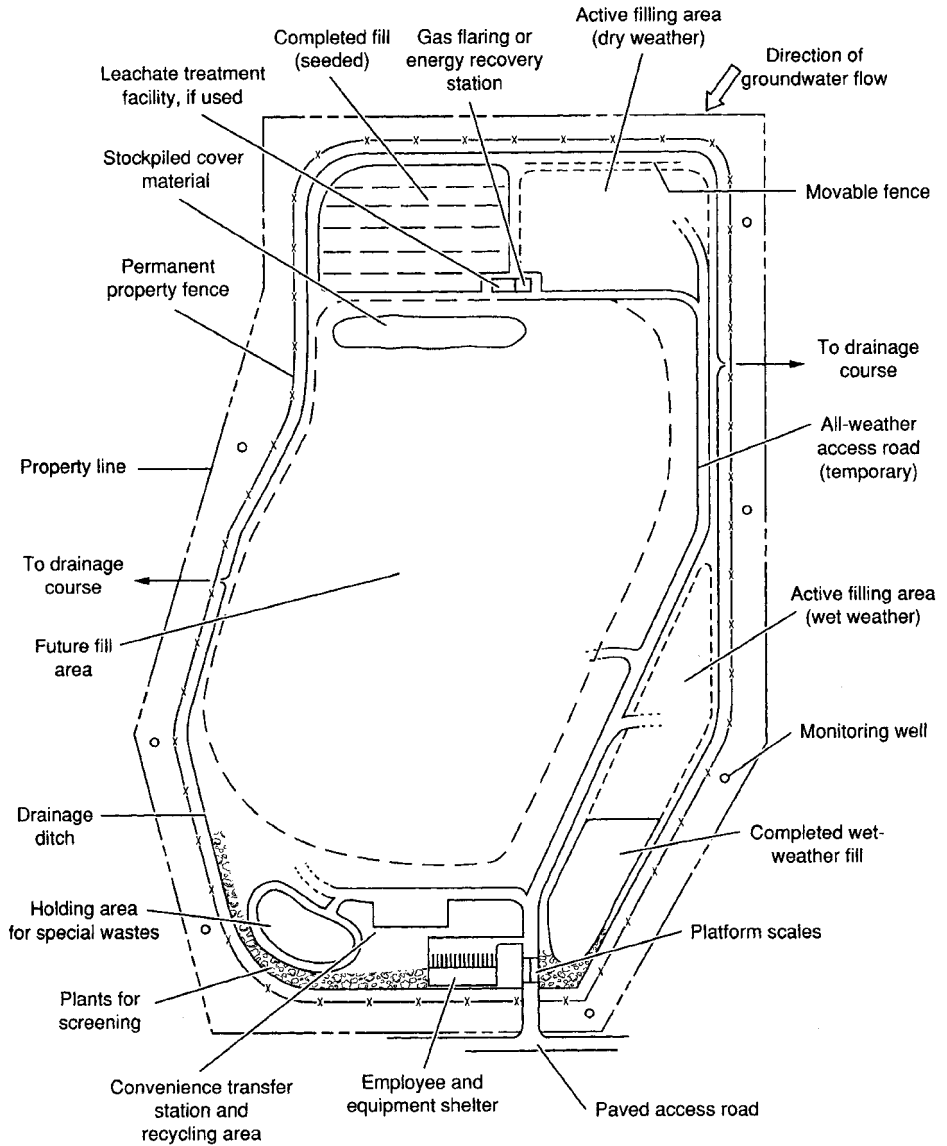 Active filling area
(dry weather)
Completed fill
(seeded)
Gas flaring or
energy recovery
station
Direction of
groundwater flow
Leachate treatment
facility, if used
Stockpiled cover
material
Movable fence
Permanent
property fence
To drainage
course
All-weather
access road
(temporary)
Property line
To drainage
course
Active filling area
(wet weather)
Future fill
area
Monitoring well
Drainage
ditch
Completed wet-
weather fill
Holding area
for special wastes
Platform scales
Plants for
screening
Convenience transfer
station and
recycling area
Employee and
equipment shelter
Paved access road